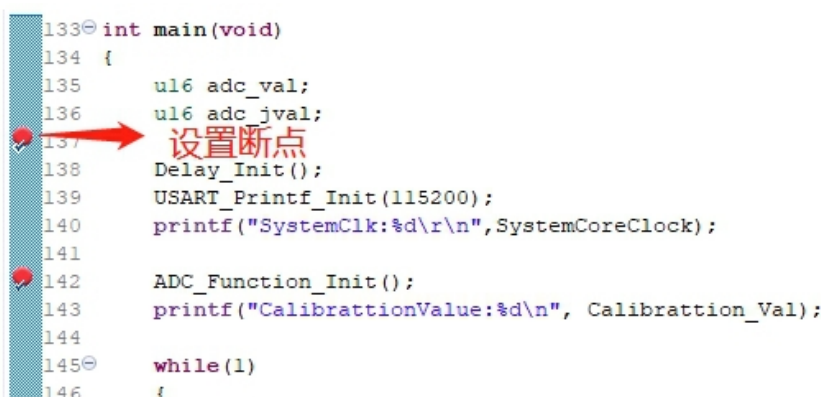 133 int main(void)
134 {
135 u16 adc_val;
136 u16 adc_jval;
137 设置断点
138 Delay_Init();
139 USART_Printf_Init(115200);
140 printf("SystemClk:%d\r\n",SystemCoreClock);
141
142 ADC_Function_Init();
143 printf("CalibrattionValue:%d\n", Calibrattion_Val);
144
145 while(1)
146 {